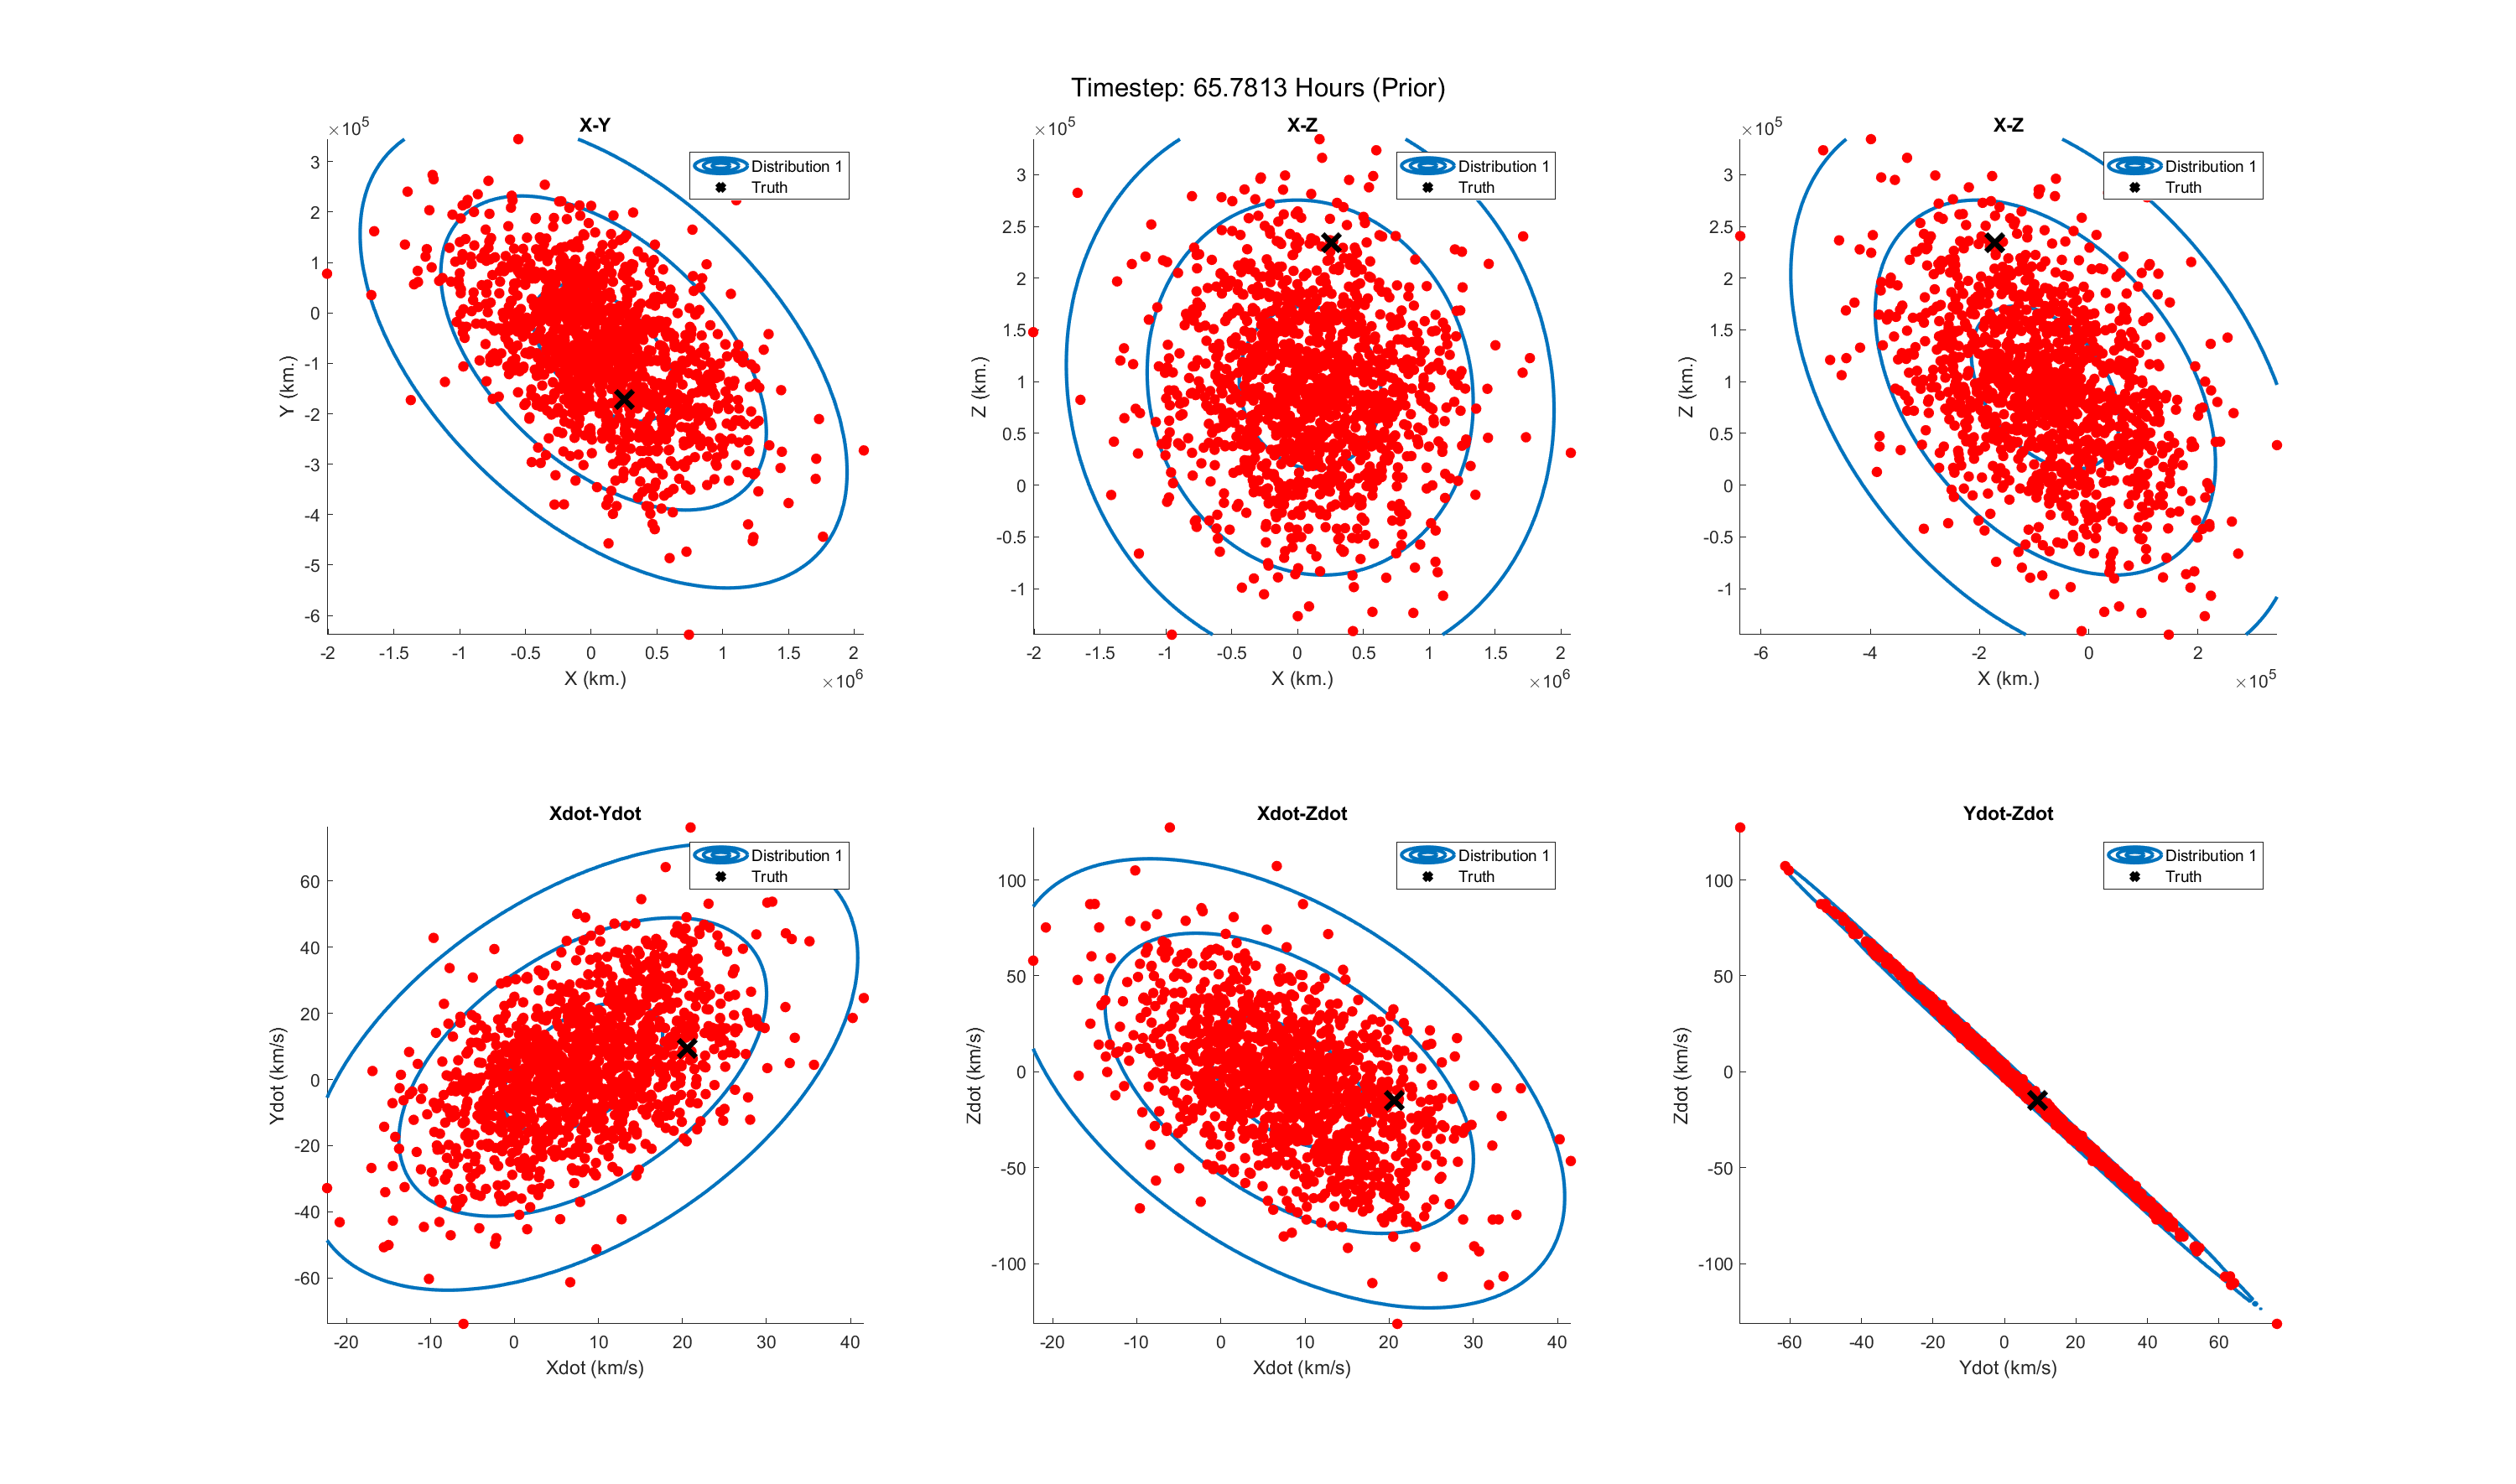 Timestep: 65.7813 Hours (Prior)
X-Y
×10^5
3
2
1
0
-1
-2
-3
-4
-5
-6
Y (km.)
-2 -1.5 -1 -0.5 0 0.5 1 1.5 2
X (km.)
×10^6
Distribution 1
Truth
X-Z
×10^5
3
2.5
2
1.5
1
0.5
0
-0.5
-1
Z (km.)
-2 -1.5 -1 -0.5 0 0.5 1 1.5 2
X (km.)
×10^6
Distribution 1
Truth
X-Z
×10^5
3
2.5
2
1.5
1
0.5
0
-0.5
-1
Z (km.)
-6 -4 -2 0 2
X (km.)
×10^5
Distribution 1
Truth
Xdot-Ydot
60
40
20
0
-20
-40
-60
Ydot (km/s)
-20 -10 0 10 20 30 40
Xdot (km/s)
Distribution 1
Truth
Xdot-Zdot
100
50
0
-50
-100
Zdot (km/s)
-20 -10 0 10 20 30 40
Xdot (km/s)
Distribution 1
Truth
Ydot-Zdot
100
50
0
-50
-100
Zdot (km/s)
-60 -40 -20 0 20 40 60
Ydot (km/s)
Distribution 1
Truth